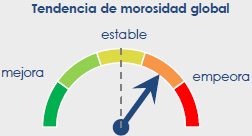 Tendencia de morosidad global
estable
mejora
empeora